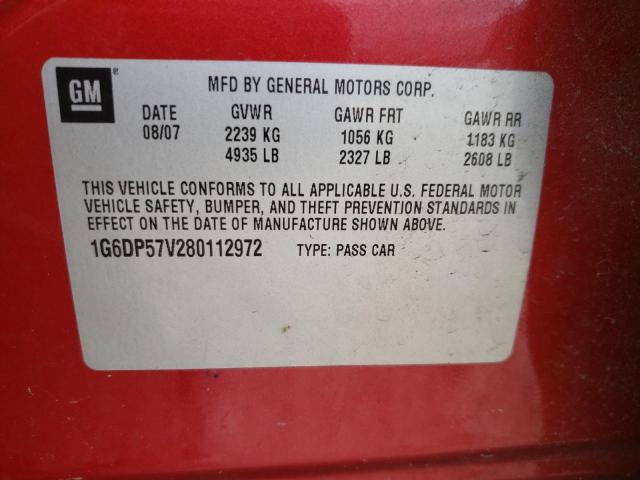 GM ®
MFD BY GENERAL MOTORS CORP.
DATE GVWR GAWR FRT GAWR RR
08/07 2239 KG 1056 KG 1183 KG
4935 LB 2327 LB 2608 LB
THIS VEHICLE CONFORMS TO ALL APPLICABLE U.S. FEDERAL MOTOR
VEHICLE SAFETY, BUMPER, AND THEFT PREVENTION STANDARDS IN
EFFECT ON THE DATE OF MANUFACTURE SHOWN ABOVE.
1G6DP57V280112972 TYPE: PASS CAR